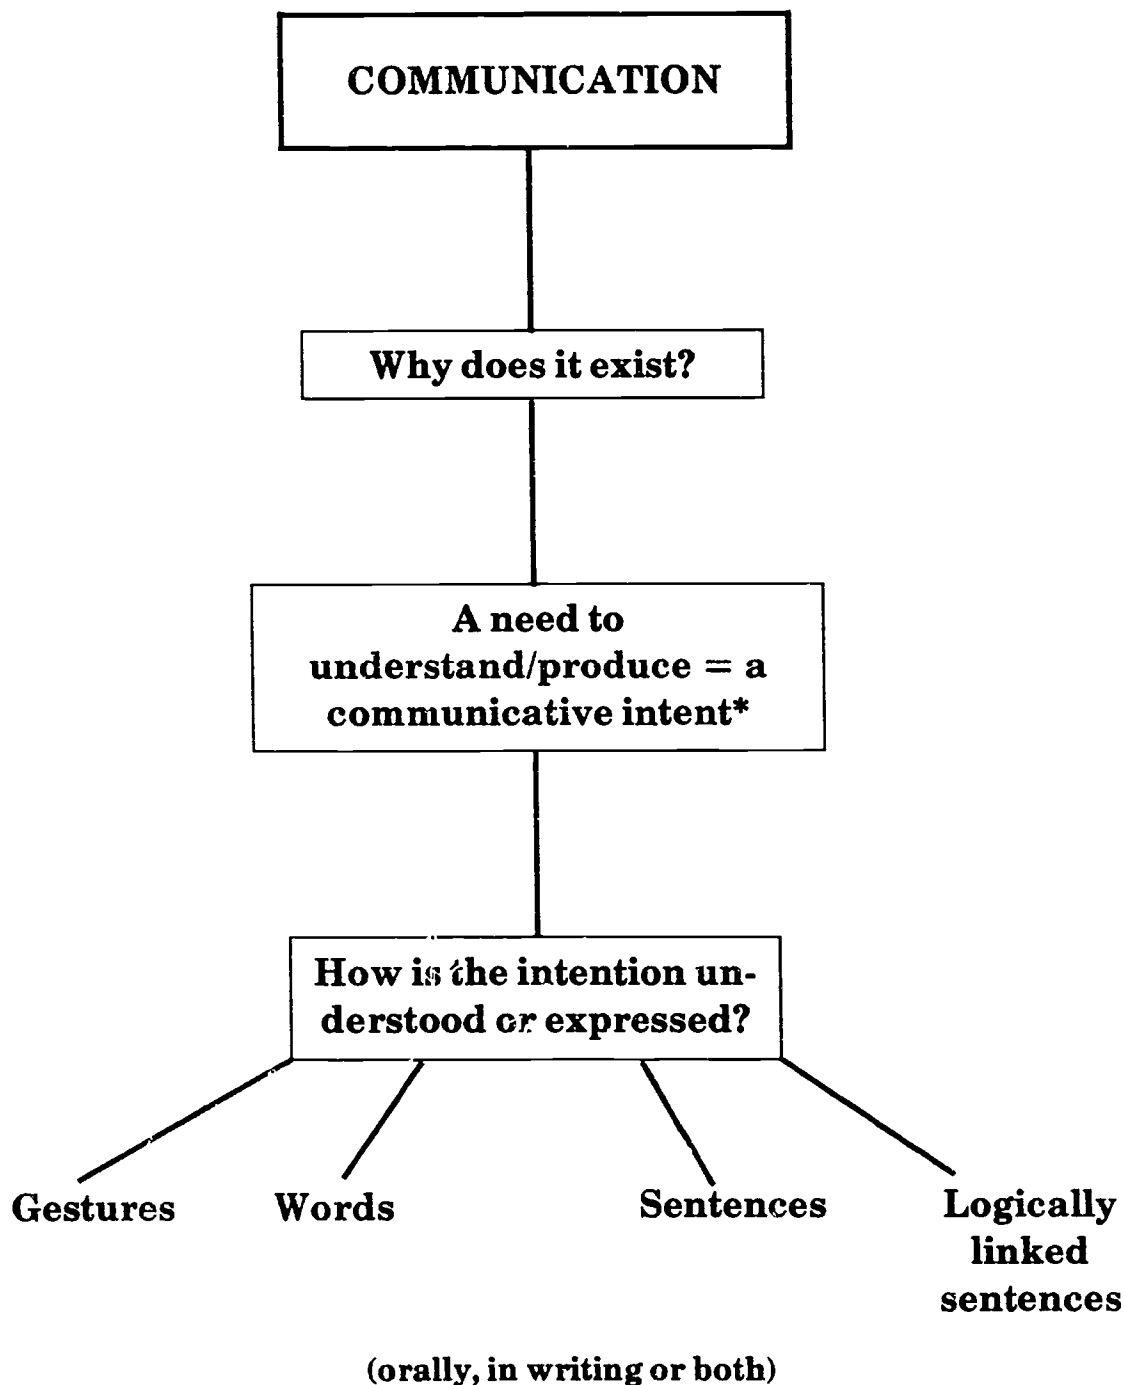 COMMUNICATION
Why does it exist?
A need to
understand/produce = a
communicative intent*
How is the intention un-
derstood or expressed?
Gestures
Words
Sentences
Logically
linked
sentences
(orally, in writing or both)